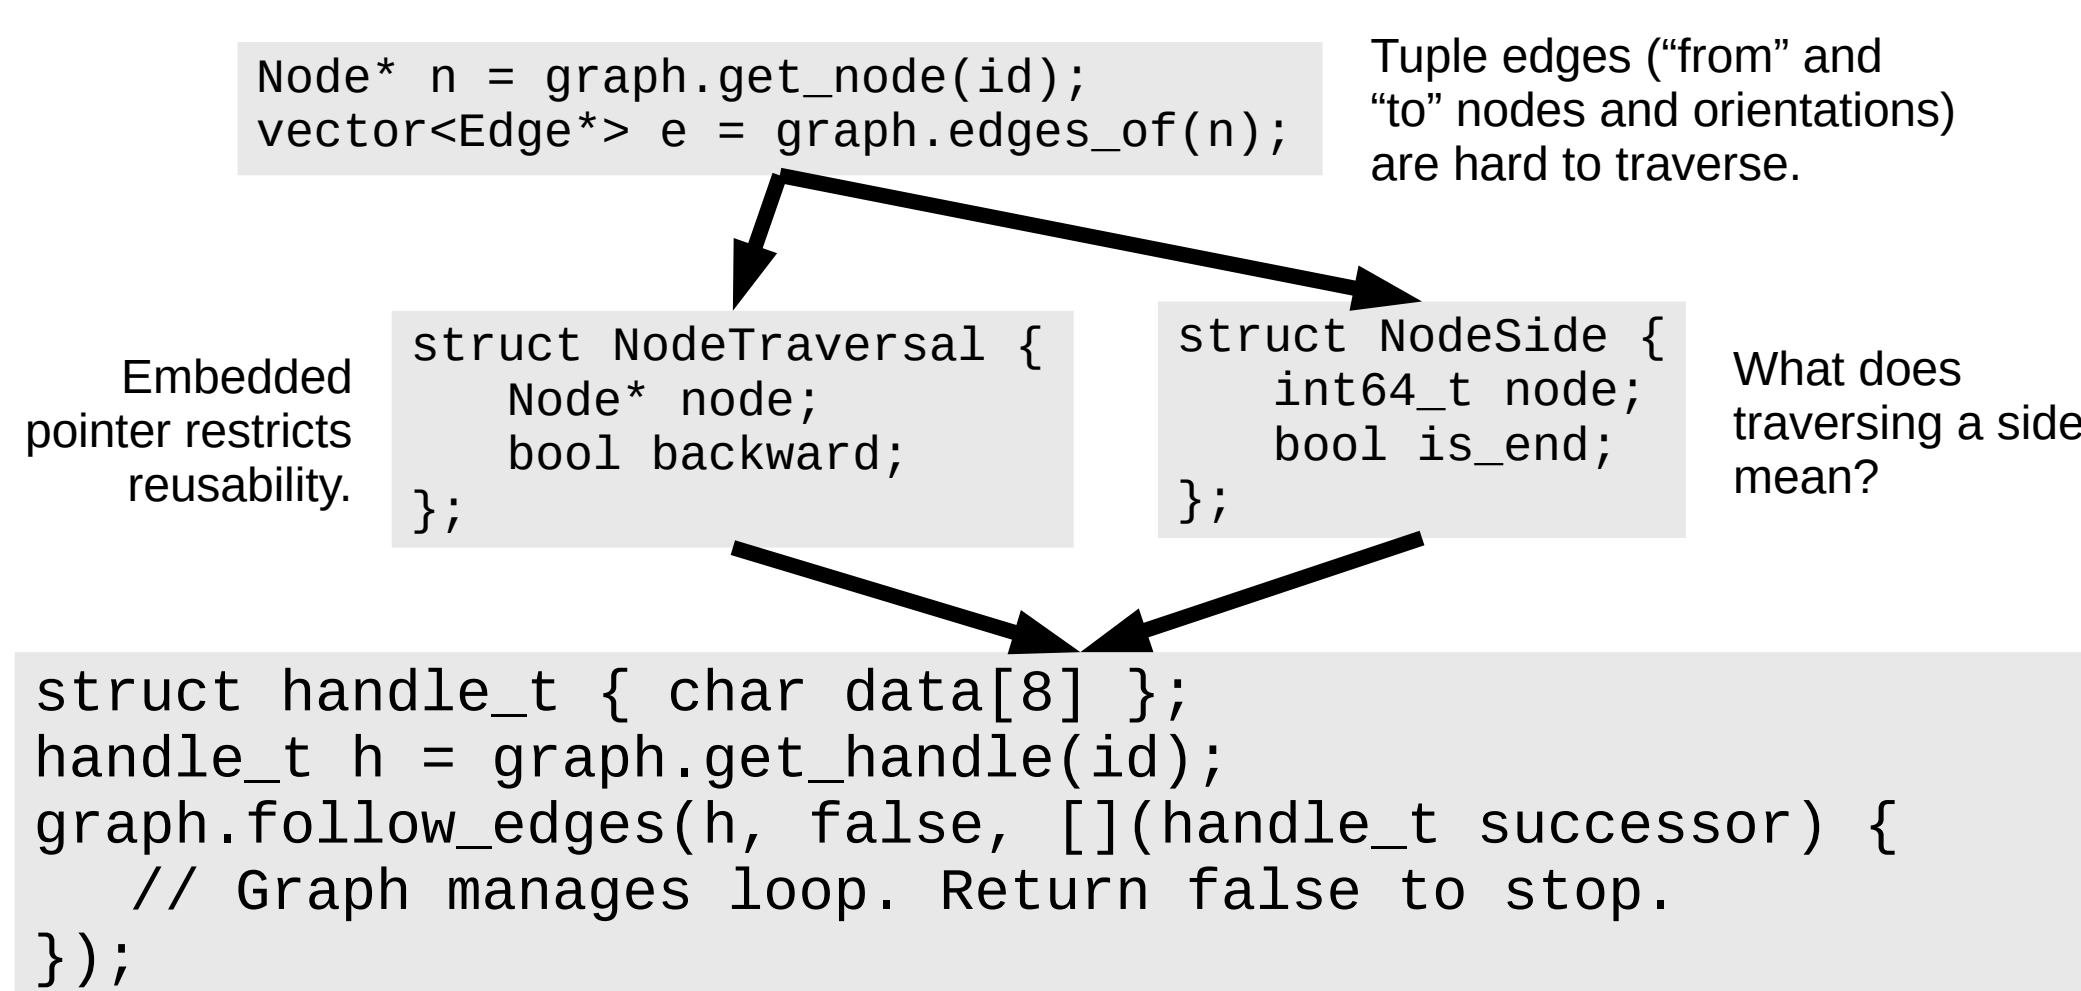 Node* n = graph.get_node(id);
vector<Edge*> e = graph.edges_of(n);
Tuple edges (“from” and
“to” nodes and orientations)
are hard to traverse.
Embedded
pointer restricts
reusability.
struct NodeTraversal {
    Node* node;
    bool backward;
};
struct NodeSide {
    int64_t node;
    bool is_end;
};
What does
traversing a side
mean?
struct handle_t { char data[8] };
handle_t h = graph.get_handle(id);
graph.follow_edges(h, false, [](handle_t successor) {
    // Graph manages loop. Return false to stop.
});